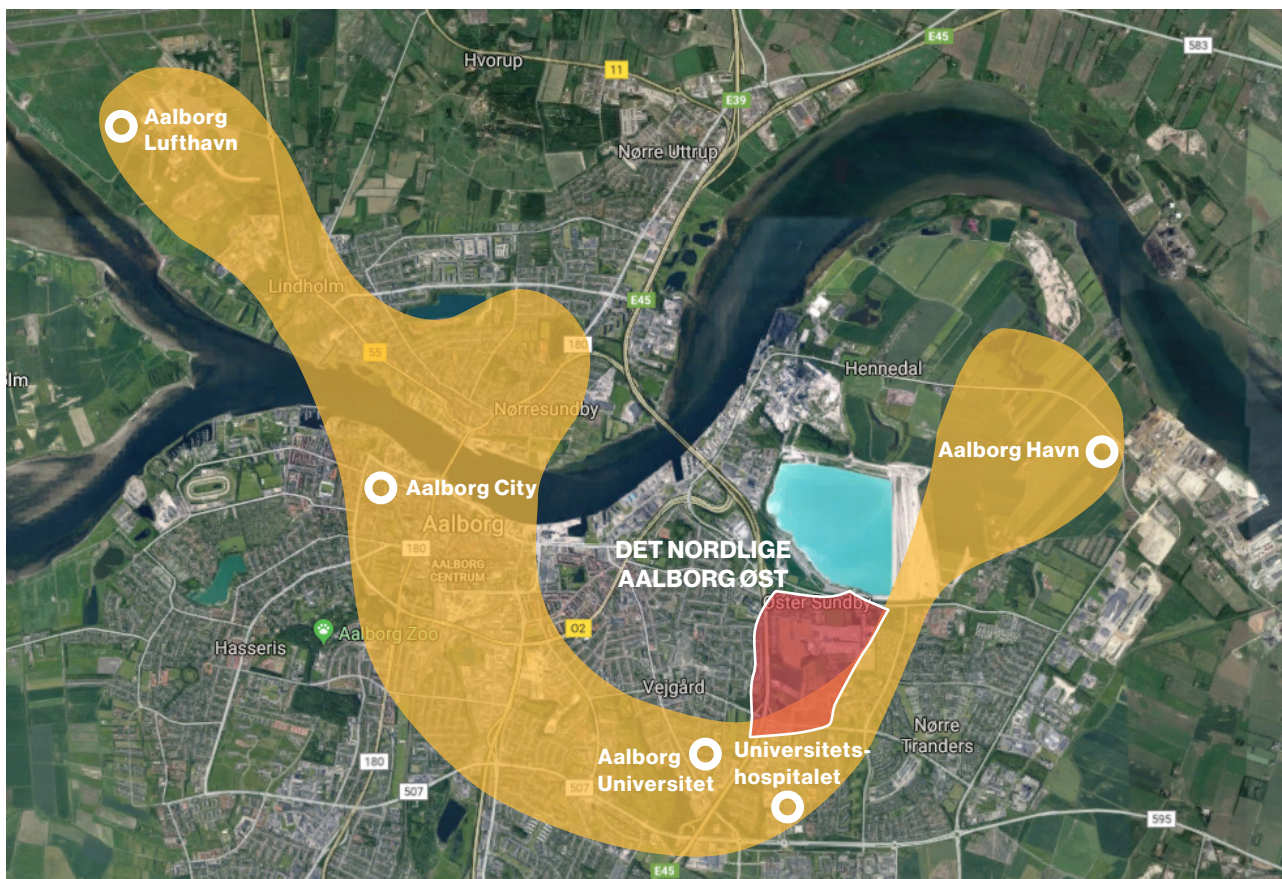 Hvorup
11
E45
583
E39
Aalborg
Lufthavn
Nørre Uttrup
Lindholm
E45
55
180
Hennedal
olm
Nørresundby
Aalborg Havn
Aalborg City
Aalborg
180
AALBORG
CENTRUM
DET NORDLIGE
AALBORG ØST
Øster Sundby
02
Aalborg Zoo
Hasseris
Vejgård
Nørre
Tranders
Aalborg
Universitet
Universitets-
hospitalet
180
507
507
595
E45